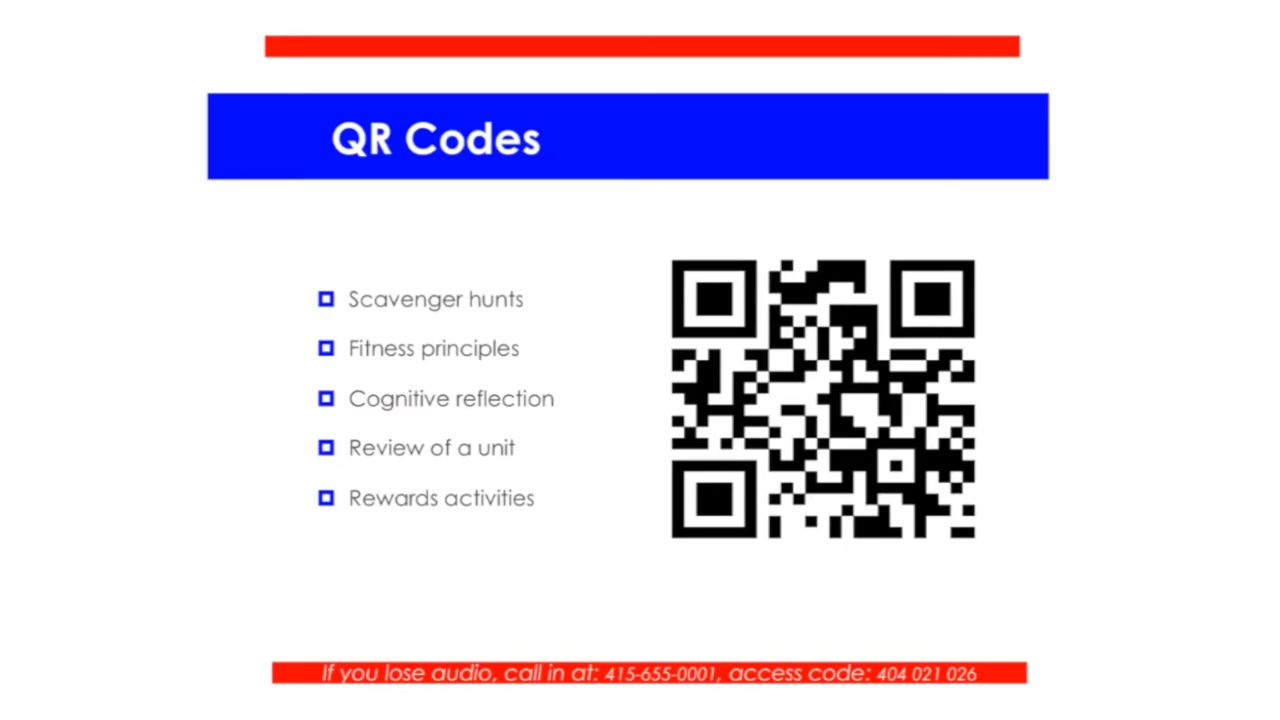 QR Codes
Scavenger hunts
Fitness principles
Cognitive reflection
Review of a unit
Rewards activities
If you lose audio, call in at: 415-655-0001, access code: 404 021 026